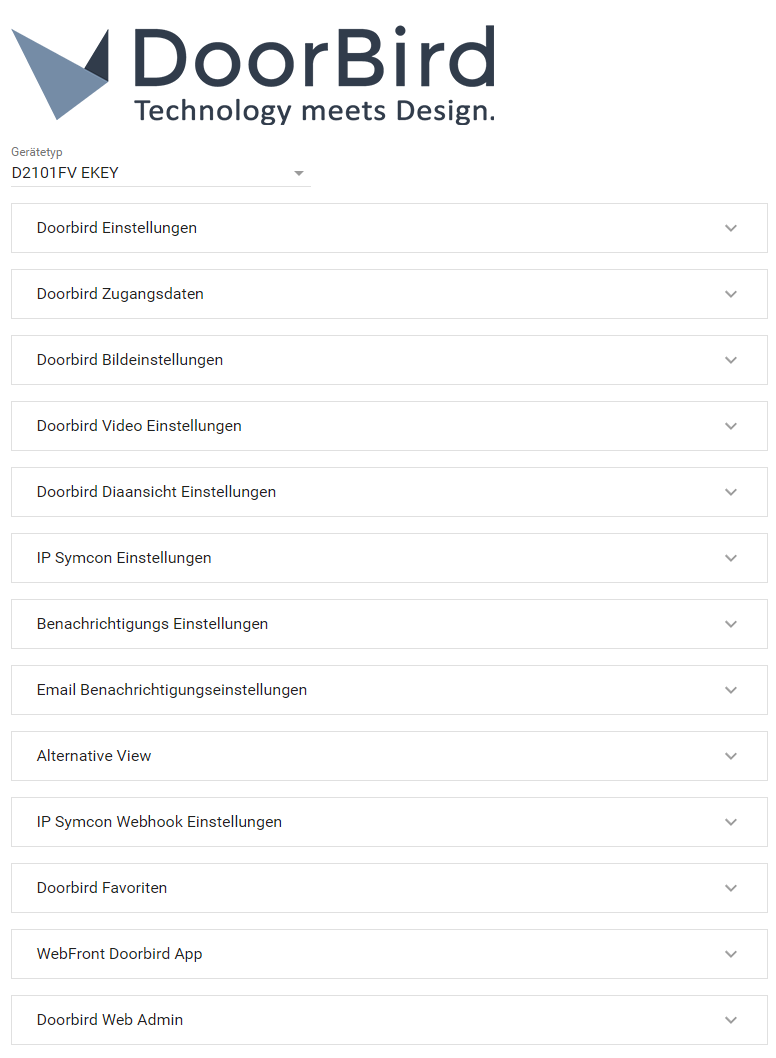 DoorBird
Technology meets Design.
Gerätetyp
D2101FV EKEY
Doorbird Einstellungen
Doorbird Zugangsdaten
Doorbird Bildeinstellungen
Doorbird Video Einstellungen
Doorbird Diaansicht Einstellungen
IP Symcon Einstellungen
Benachrichtigungs Einstellungen
Email Benachrichtigungseinstellungen
Alternative View
IP Symcon Webhook Einstellungen
Doorbird Favoriten
WebFront Doorbird App
Doorbird Web Admin